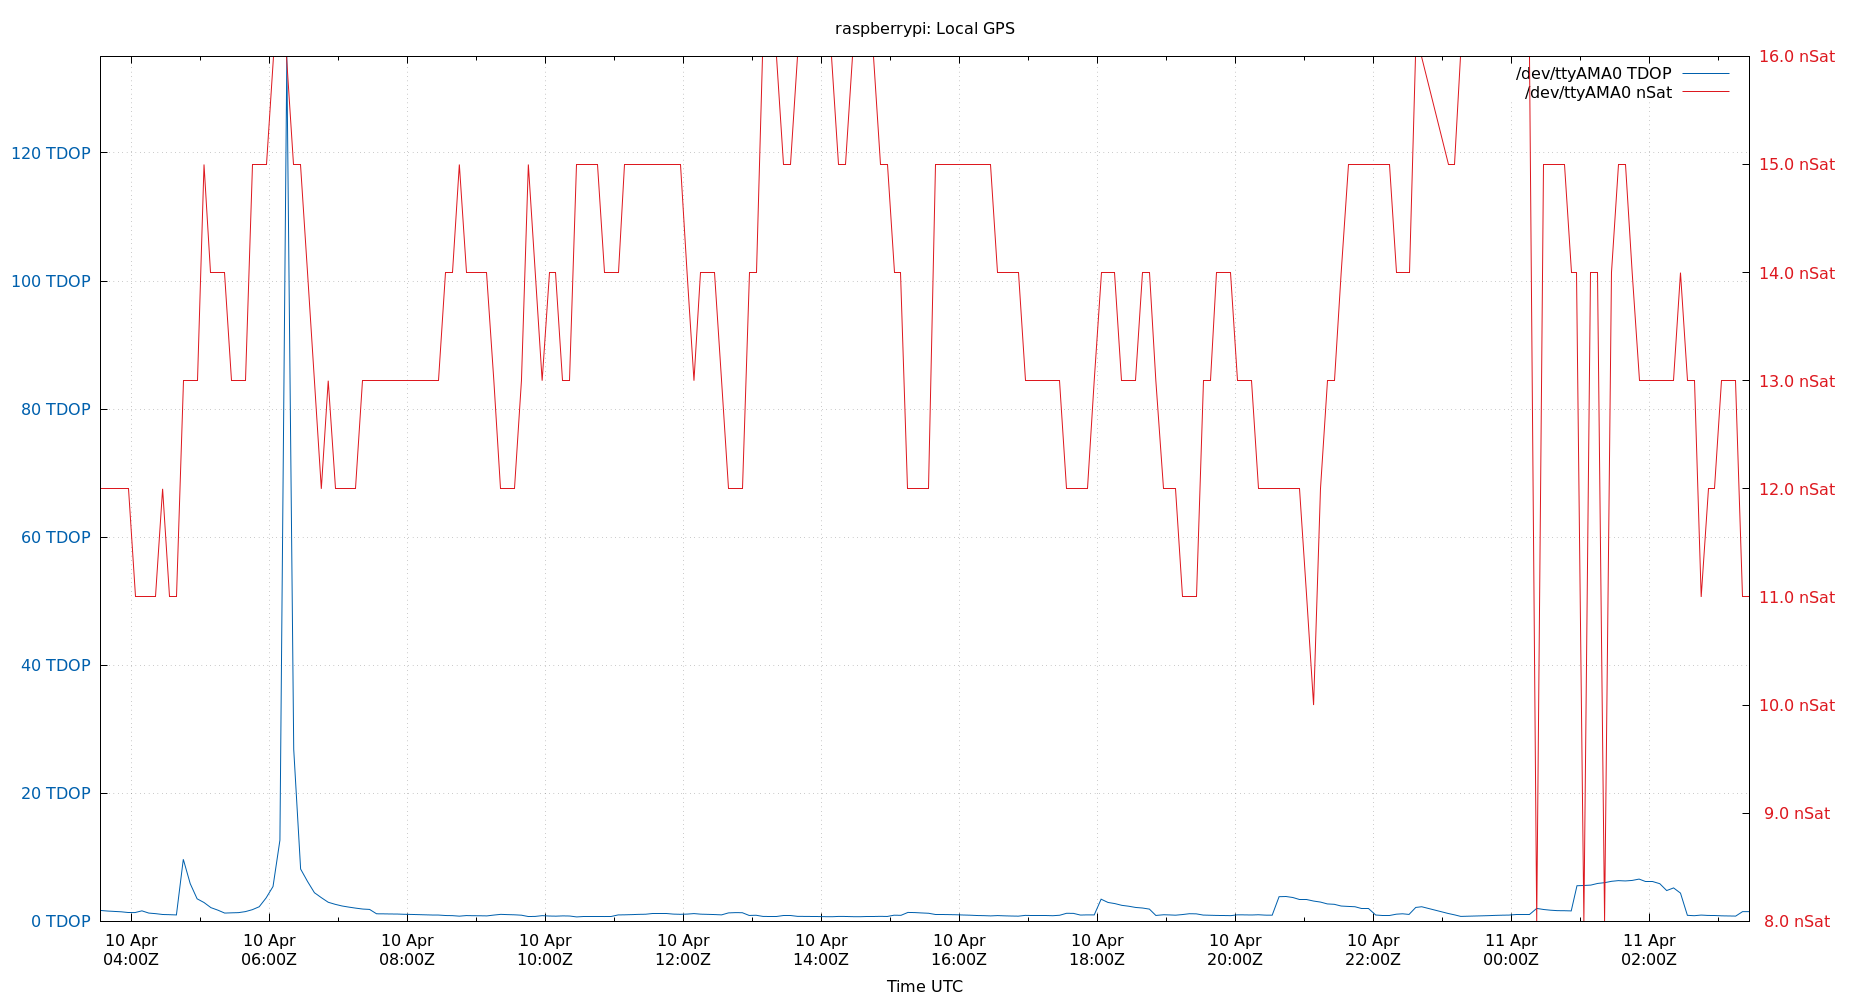 raspberrypi: Local GPS
/dev/ttyAMA0 TDOP
/dev/ttyAMA0 nSat
120 TDOP
100 TDOP
80 TDOP
60 TDOP
40 TDOP
20 TDOP
0 TDOP
16.0 nSat
15.0 nSat
14.0 nSat
13.0 nSat
12.0 nSat
11.0 nSat
10.0 nSat
9.0 nSat
8.0 nSat
10 Apr 10 Apr 10 Apr 10 Apr 10 Apr 10 Apr 10 Apr 10 Apr 10 Apr 10 Apr 11 Apr 11 Apr
04:00Z 06:00Z 08:00Z 10:00Z 12:00Z 14:00Z 16:00Z 18:00Z 20:00Z 22:00Z 00:00Z 02:00Z
Time UTC